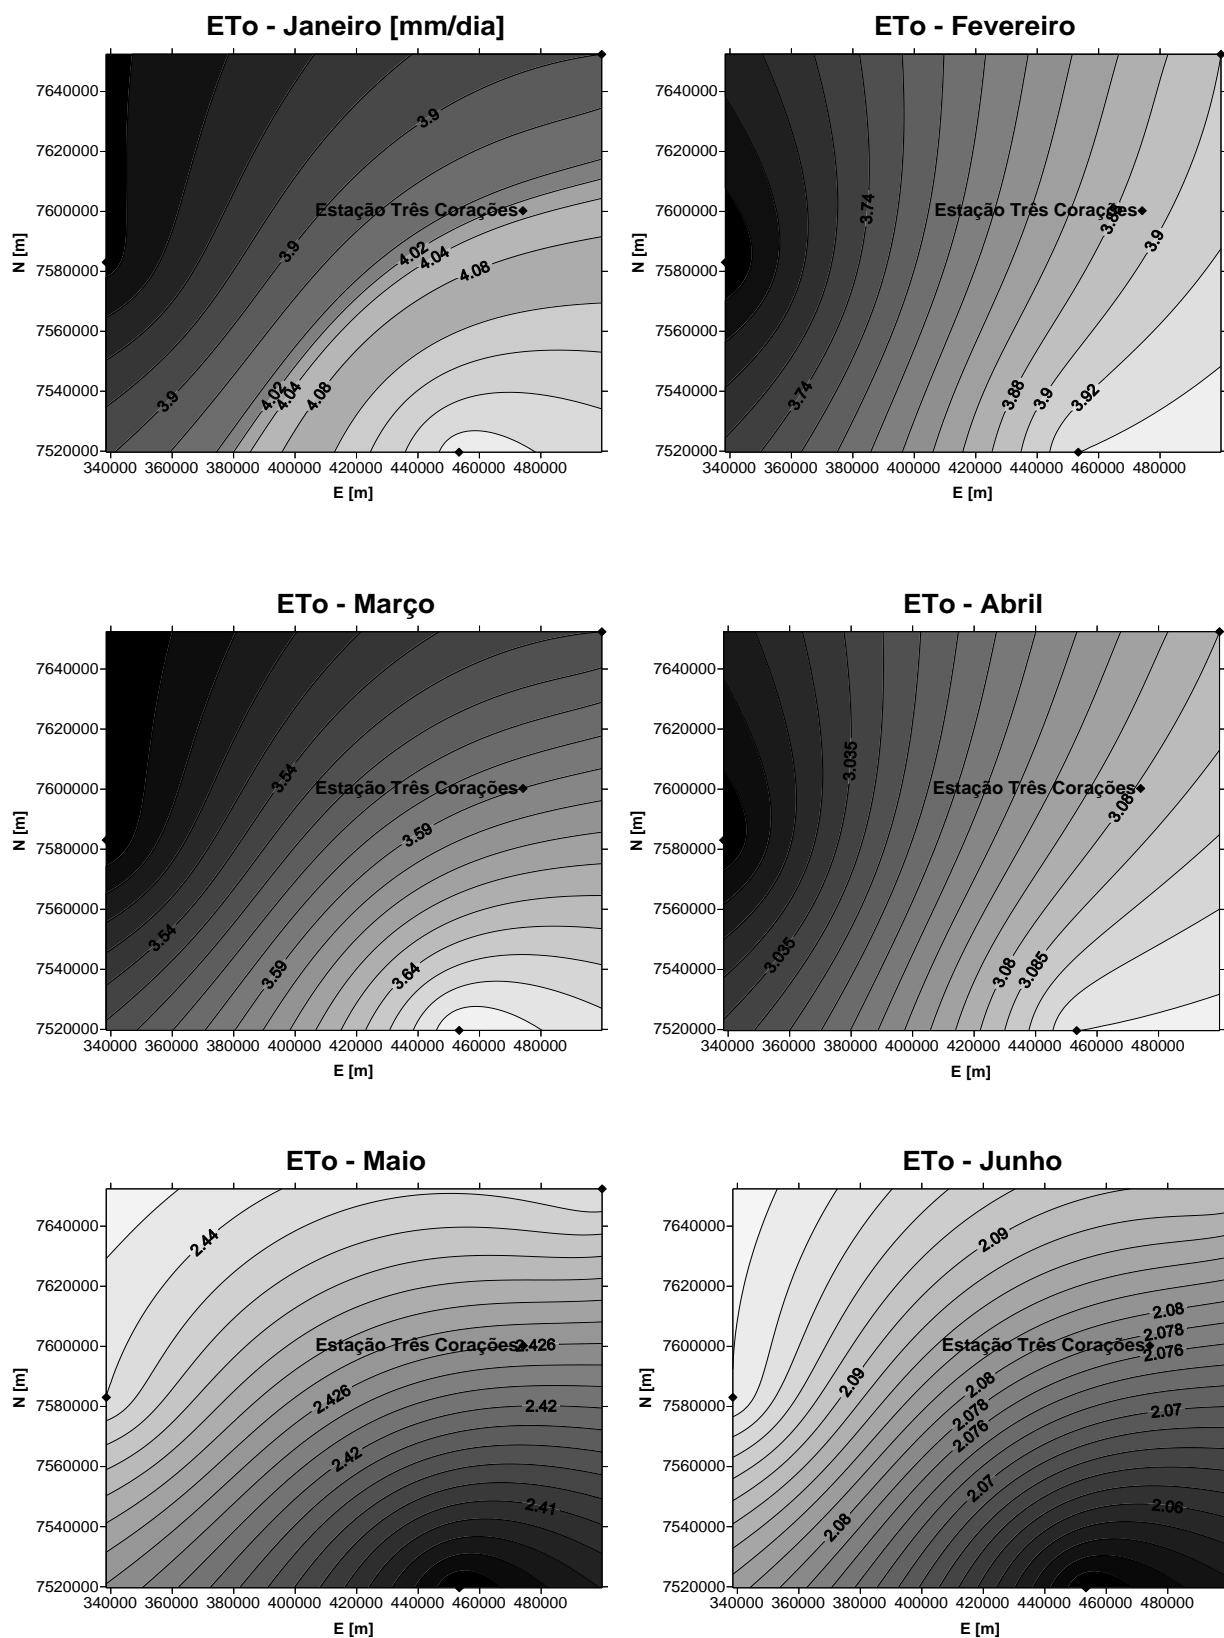 ETo - Janeiro [mm/dia]
7640000
7620000
7600000
7580000
7560000
7540000
7520000
N [m]
3.9
Estação Três Corações
3.9
4.02
4.04
4.08
3.9
4.02
4.04
4.08
340000 360000 380000 400000 420000 440000 460000 480000
E [m]
ETo - Fevereiro
7640000
7620000
7600000
7580000
7560000
7540000
7520000
N [m]
3.74
Estação Três Corações
3.88
3.9
3.74
3.88
3.9
3.92
340000 360000 380000 400000 420000 440000 460000 480000
E [m]
ETo - Março
7640000
7620000
7600000
7580000
7560000
7540000
7520000
N [m]
3.54
Estação Três Corações
3.59
3.54
3.59
3.64
340000 360000 380000 400000 420000 440000 460000 480000
E [m]
ETo - Abril
7640000
7620000
7600000
7580000
7560000
7540000
7520000
N [m]
3.035
Estação Três Corações
3.08
3.035
3.08
3.085
340000 360000 380000 400000 420000 440000 460000 480000
E [m]
ETo - Maio
7640000
7620000
7600000
7580000
7560000
7540000
7520000
N [m]
2.44
Estação Três Corações
2.426
2.426
2.42
2.42
2.41
340000 360000 380000 400000 420000 440000 460000 480000
E [m]
ETo - Junho
7640000
7620000
7600000
7580000
7560000
7540000
7520000
N [m]
2.09
2.08
2.078
Estação Três Corações
2.076
2.09
2.08
2.078
2.076
2.07
2.07
2.08
2.06
340000 360000 380000 400000 420000 440000 460000 480000
E [m]